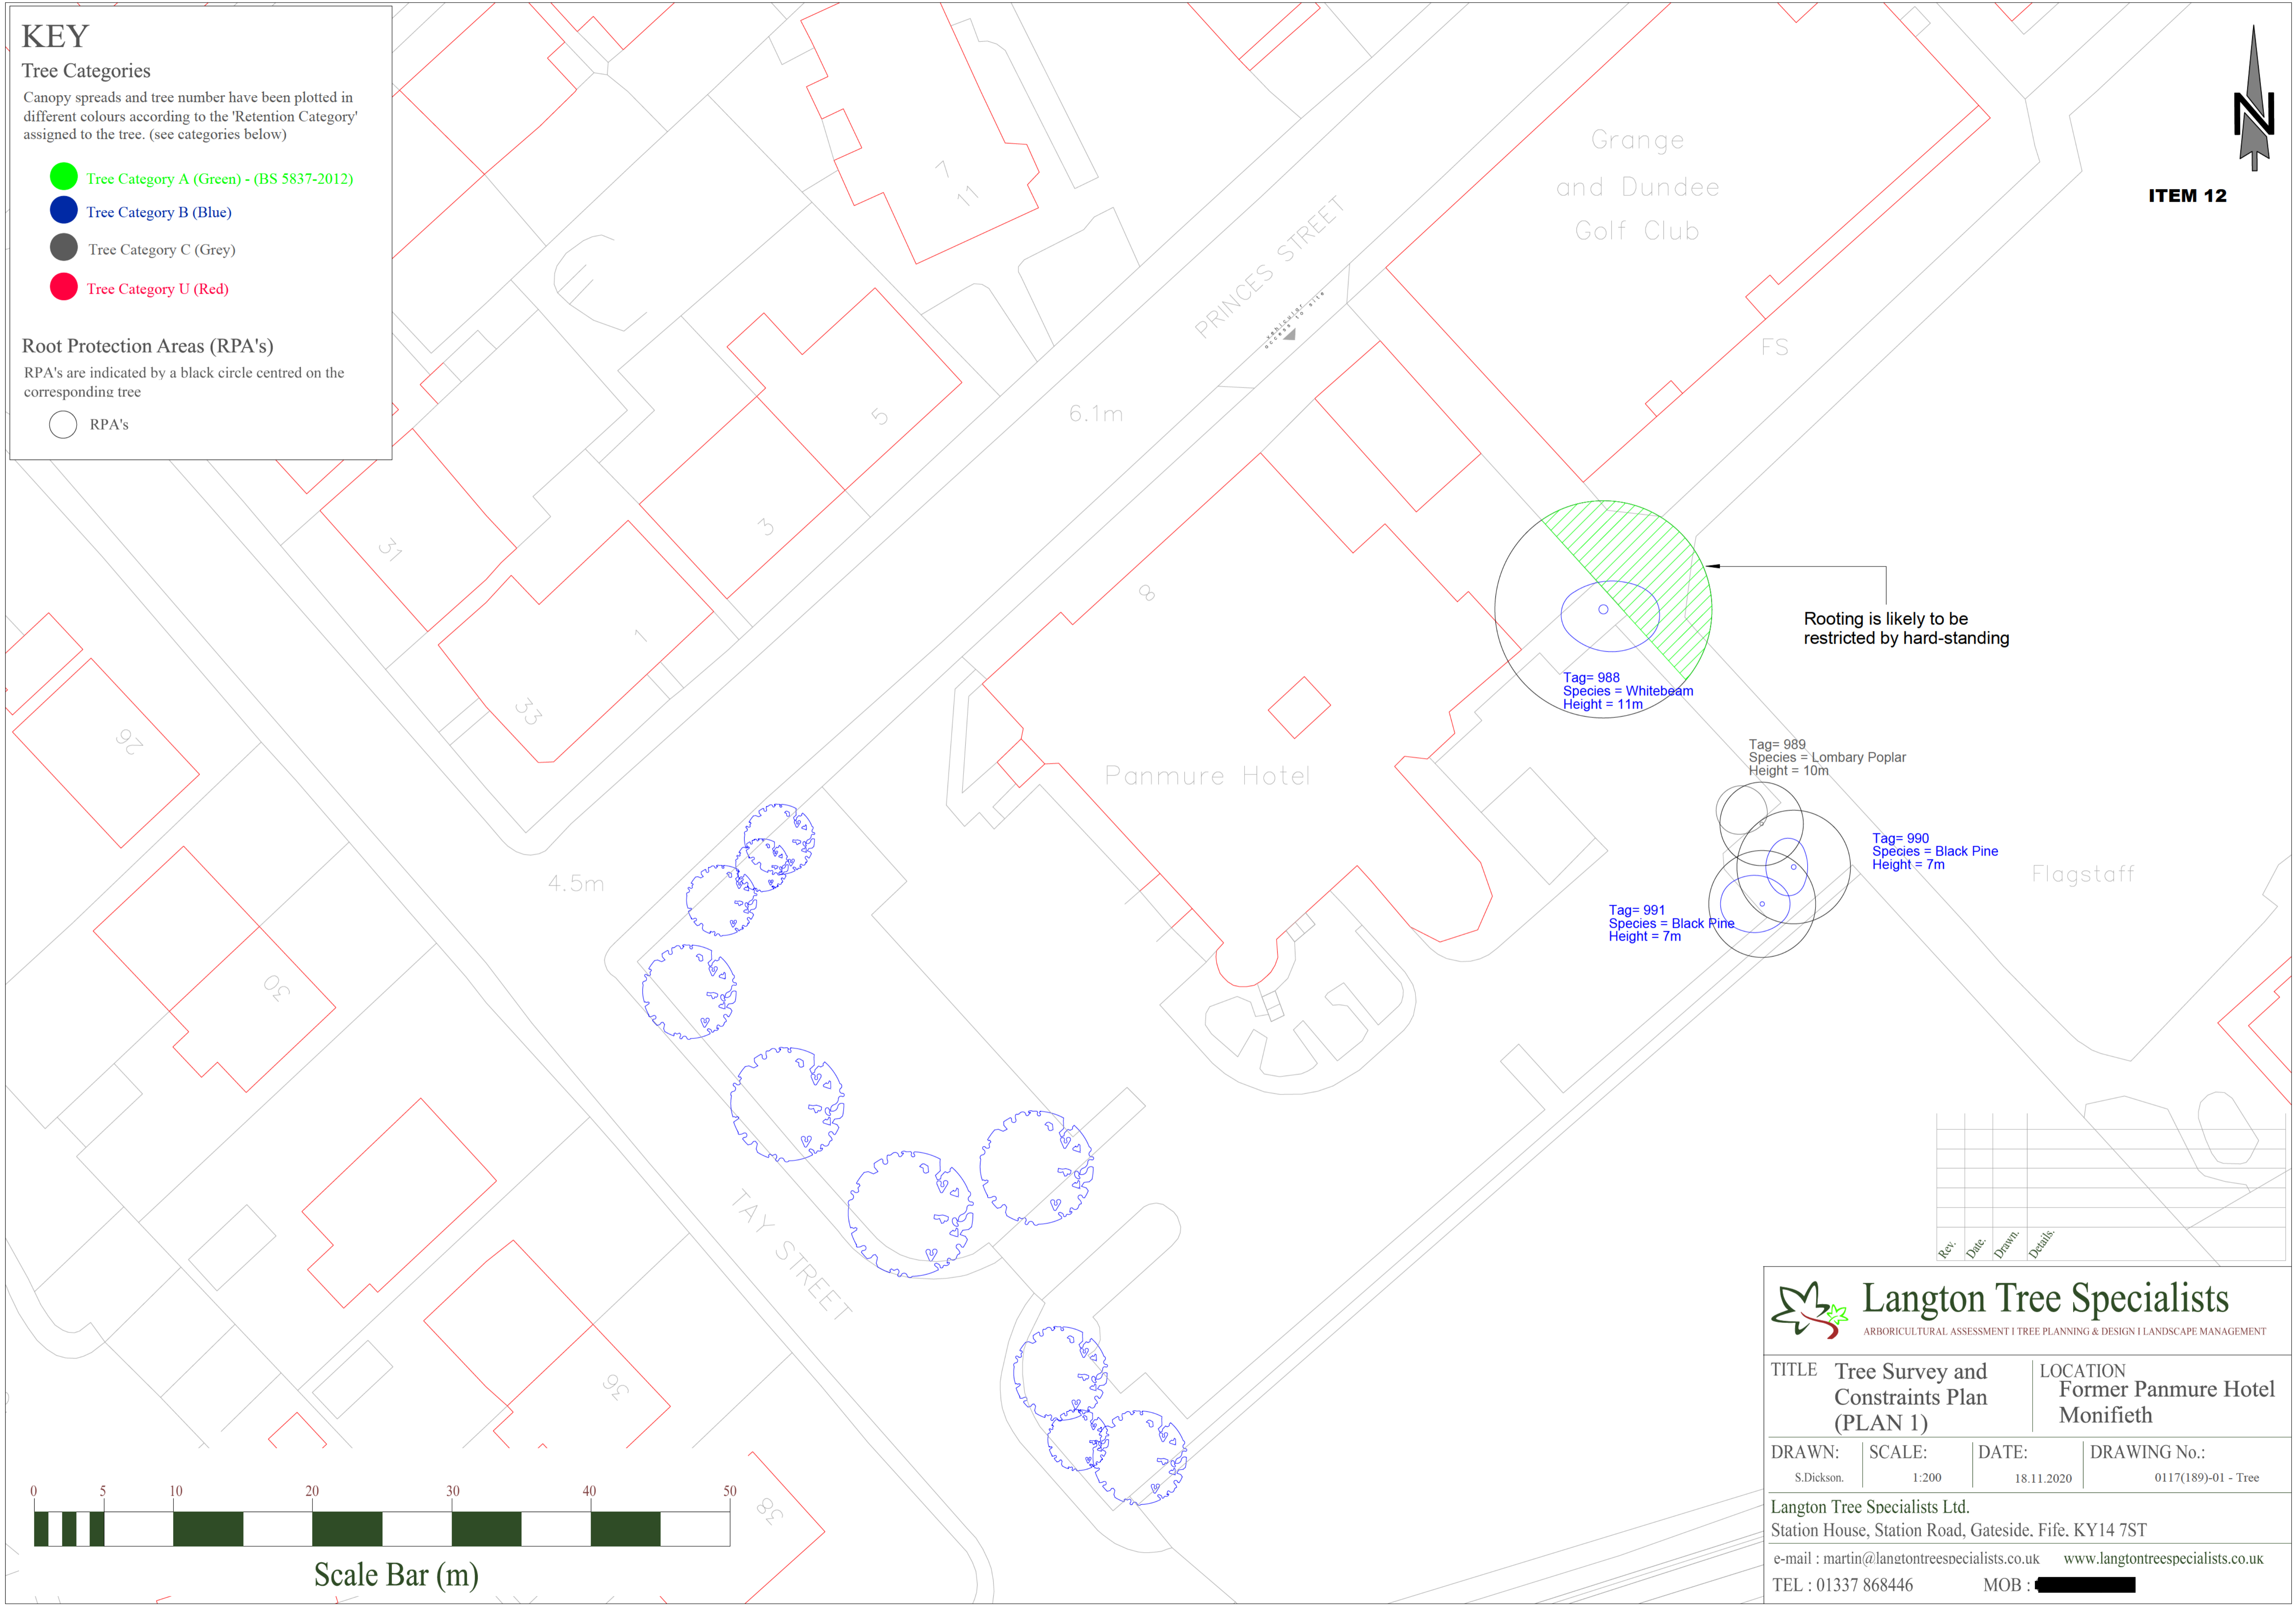 KEY
Tree Categories
Canopy spreads and tree number have been plotted in
different colours according to the 'Retention Category'
assigned to the tree. (see categories below)
Tree Category A (Green) - (BS 5837-2012)
Tree Category B (Blue)
Tree Category C (Grey)
Tree Category U (Red)
Root Protection Areas (RPA's)
RPA's are indicated by a black circle centred on the
corresponding tree
RPA's
N
ITEM 12
Grange
and Dundee
Golf Club
7
11
PRINCES STREET
vehicular
access to site
FS
6.1m
5
3
31
1
33
8
26
Rooting is likely to be
restricted by hard-standing
Tag= 988
Species = Whitebeam
Height = 11m
Panmure Hotel
Tag= 989
Species = Lombary Poplar
Height = 10m
Tag= 990
Species = Black Pine
Height = 7m
Flagstaff
4.5m
Tag= 991
Species = Black Pine
Height = 7m
30
TAY STREET
36
38
0 5 10 20 30 40 50
Scale Bar (m)
Rev. Date. Drawn. Details.
Langton Tree Specialists
ARBORICULTURAL ASSESSMENT I TREE PLANNING & DESIGN I LANDSCAPE MANAGEMENT
TITLE Tree Survey and
Constraints Plan
(PLAN 1)
LOCATION
Former Panmure Hotel
Monifieth
DRAWN: SCALE: DATE: DRAWING No.:
S.Dickson. 1:200 18.11.2020 0117(189)-01 - Tree
Langton Tree Specialists Ltd.
Station House, Station Road, Gateside, Fife, KY14 7ST
e-mail : martin@langtontreespecialists.co.uk www.langtontreespecialists.co.uk
TEL : 01337 868446 MOB :